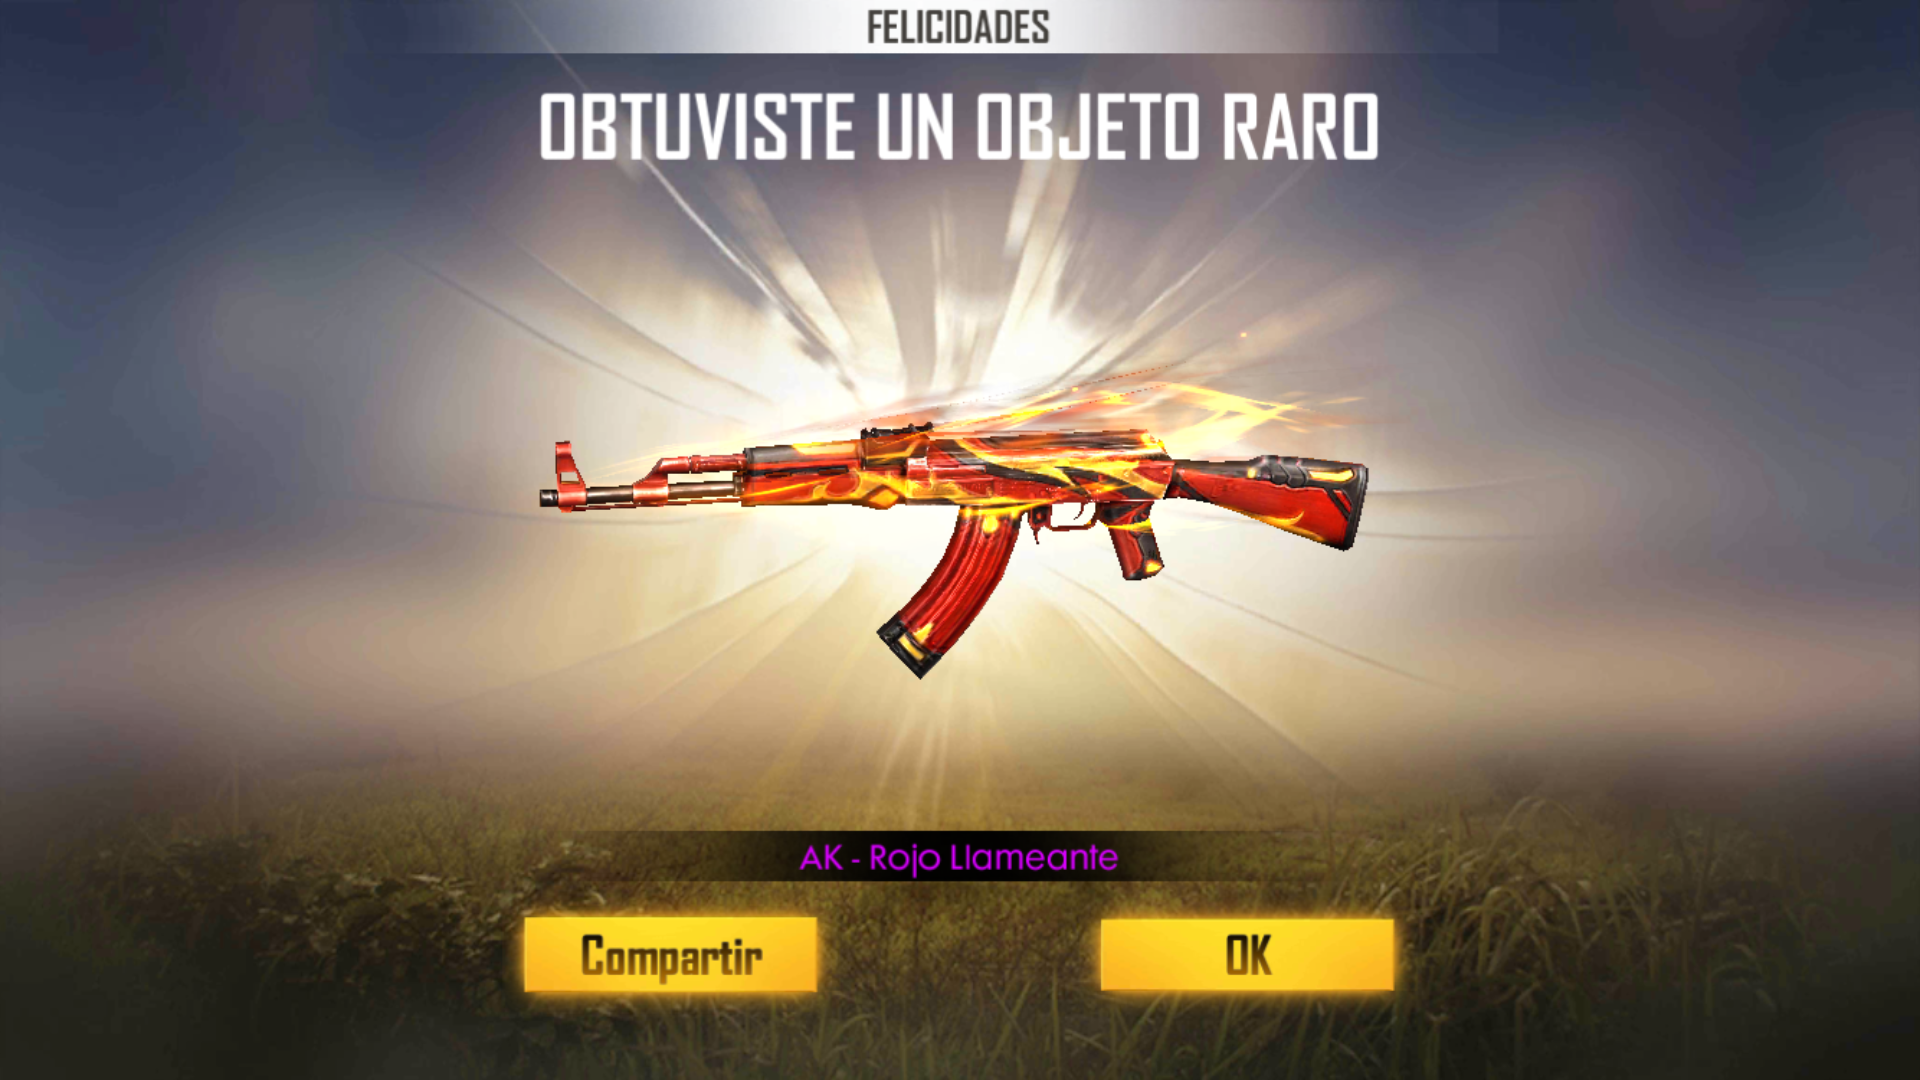 FELICIDADES
OBTUVISTE UN OBJETO RARO
AK - Rojo Llameante
Compartir
OK